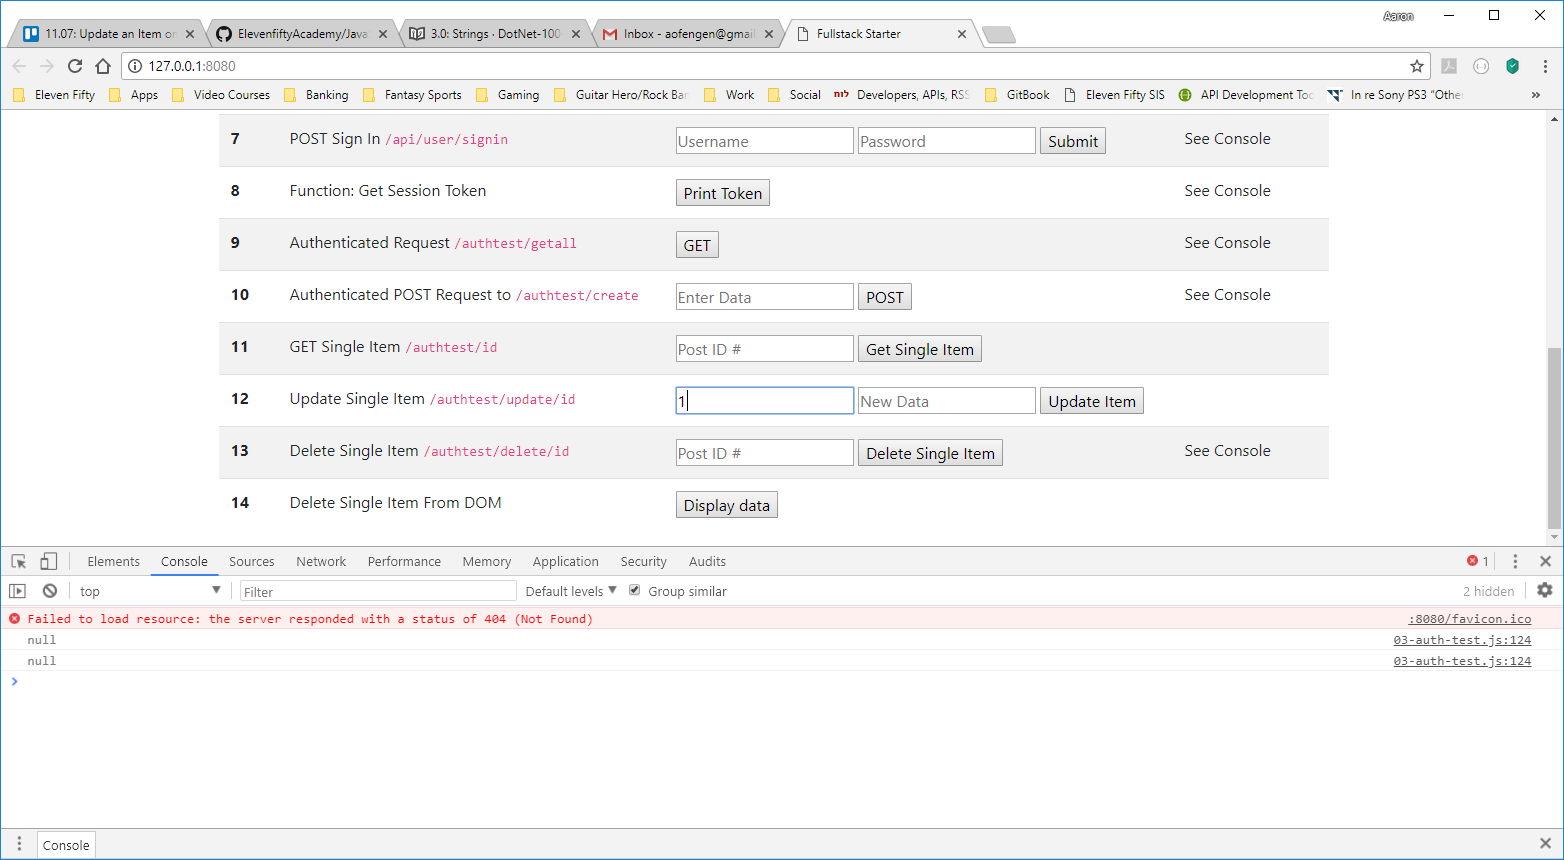 Aaron
11.07: Update an Item on
ElevenfiftyAcademy/Java
3.0: Strings · DotNet-100
Inbox - aofengen@gmai
Fullstack Starter
127.0.0.1:8080
Eleven Fifty Apps Video Courses Banking Fantasy Sports Gaming Guitar Hero/Rock Ban Work Social Developers, APIs, RSS GitBook Eleven Fifty SIS API Development Too In re Sony PS3 "Other »
7 POST Sign In /api/user/signin Username Password Submit See Console
8 Function: Get Session Token Print Token See Console
9 Authenticated Request /authtest/getall GET See Console
10 Authenticated POST Request to /authtest/create Enter Data POST See Console
11 GET Single Item /authtest/id Post ID # Get Single Item
12 Update Single Item /authtest/update/id 1 New Data Update Item
13 Delete Single Item /authtest/delete/id Post ID # Delete Single Item See Console
14 Delete Single Item From DOM Display data
Elements Console Sources Network Performance Memory Application Security Audits 1
top Filter Default levels Group similar 2 hidden
Failed to load resource: the server responded with a status of 404 (Not Found) :8080/favicon.ico
null 03-auth-test.js:124
null 03-auth-test.js:124
Console